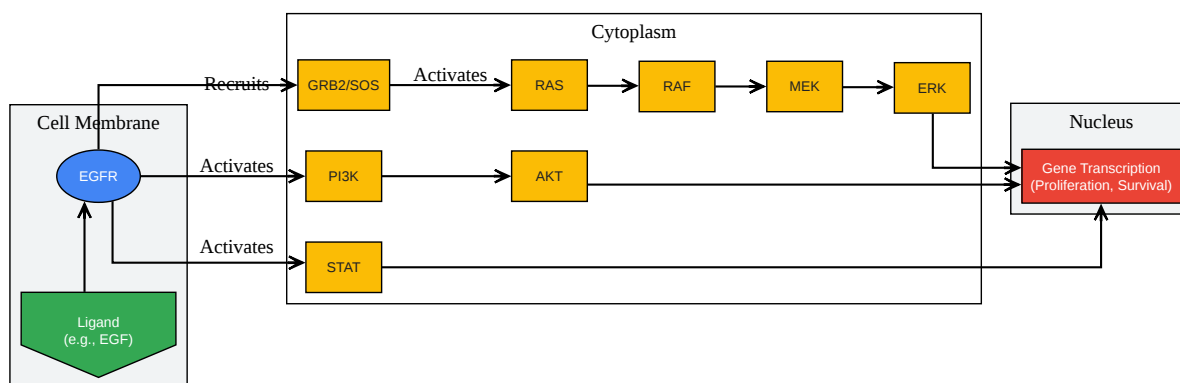 Cytoplasm
Recruits
GRB2/SOS
Activates
RAS
RAF
MEK
ERK
Cell Membrane
Nucleus
EGFR
Activates
PI3K
AKT
Gene Transcription
(Proliferation, Survival)
Activates
STAT
Ligand
(e.g., EGF)